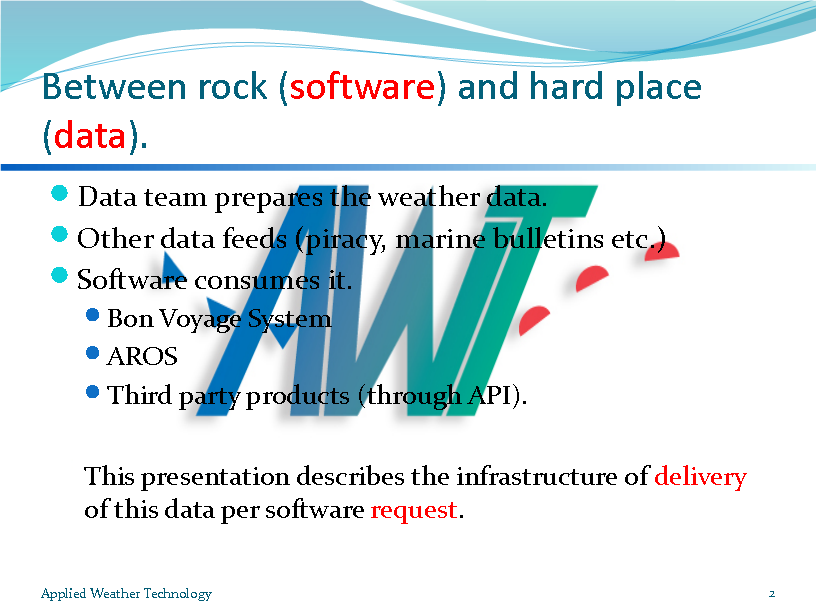 Between rock (software) and hard place
(data).
Data team prepares the weather data.
Other data feeds (piracy, marine bulletins etc.)
Software consumes it.
Bon Voyage System
AROS
Third party products (through API).
This presentation describes the infrastructure of delivery
of this data per software request.
AWT
Applied Weather Technology
2